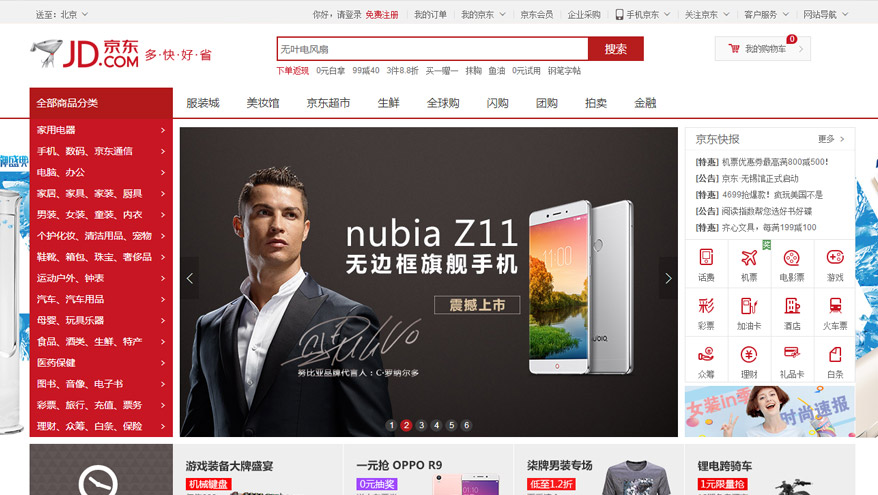 送至：北京
你好，请登录 免费注册 我的订单 我的京东 京东会员 企业采购 手机京东 关注京东 客户服务 网站导航
JD.COM 京东 多·快·好·省
无叶电风扇 搜索
我的购物车 0
下单返现 0元白拿 99减40 3件8.8折 买一赠一 抹胸 鱼油 0元试用 钢笔字帖
全部商品分类 服装城 美妆馆 京东超市 生鲜 全球购 闪购 团购 拍卖 金融
家用电器
手机、数码、京东通信
电脑、办公
家居、家具、家装、厨具
男装、女装、童装、内衣
个护化妆、清洁用品、宠物
鞋靴、箱包、珠宝、奢侈品
运动户外、钟表
汽车、汽车用品
母婴、玩具乐器
食品、酒类、生鲜、特产
医药保健
图书、音像、电子书
彩票、旅行、充值、票务
理财、众筹、白条、保险
nubia Z11
无边框旗舰手机
震撼上市
努比亚品牌代言人：C·罗纳尔多
nubia
1 2 3 4 5 6
京东快报 更多 >
[特惠] 机票优惠券最高满800减500!
[公告] 京东·无锡馆正式启动
[特惠] 4699抢爆款！疯玩美国不是
[公告] 阅读指数帮您选好书好碟
[特惠] 齐心文具，每满199减100
话费 机票 电影票 游戏
彩票 加油卡 酒店 火车票
众筹 理财 礼品卡 白条
女装in季
时尚速报
游戏装备大牌盛宴
机械键盘
一元抢 OPPO R9
0元抽奖
柒牌男装专场
低至1.2折
锂电跨骑车
1元限量抢